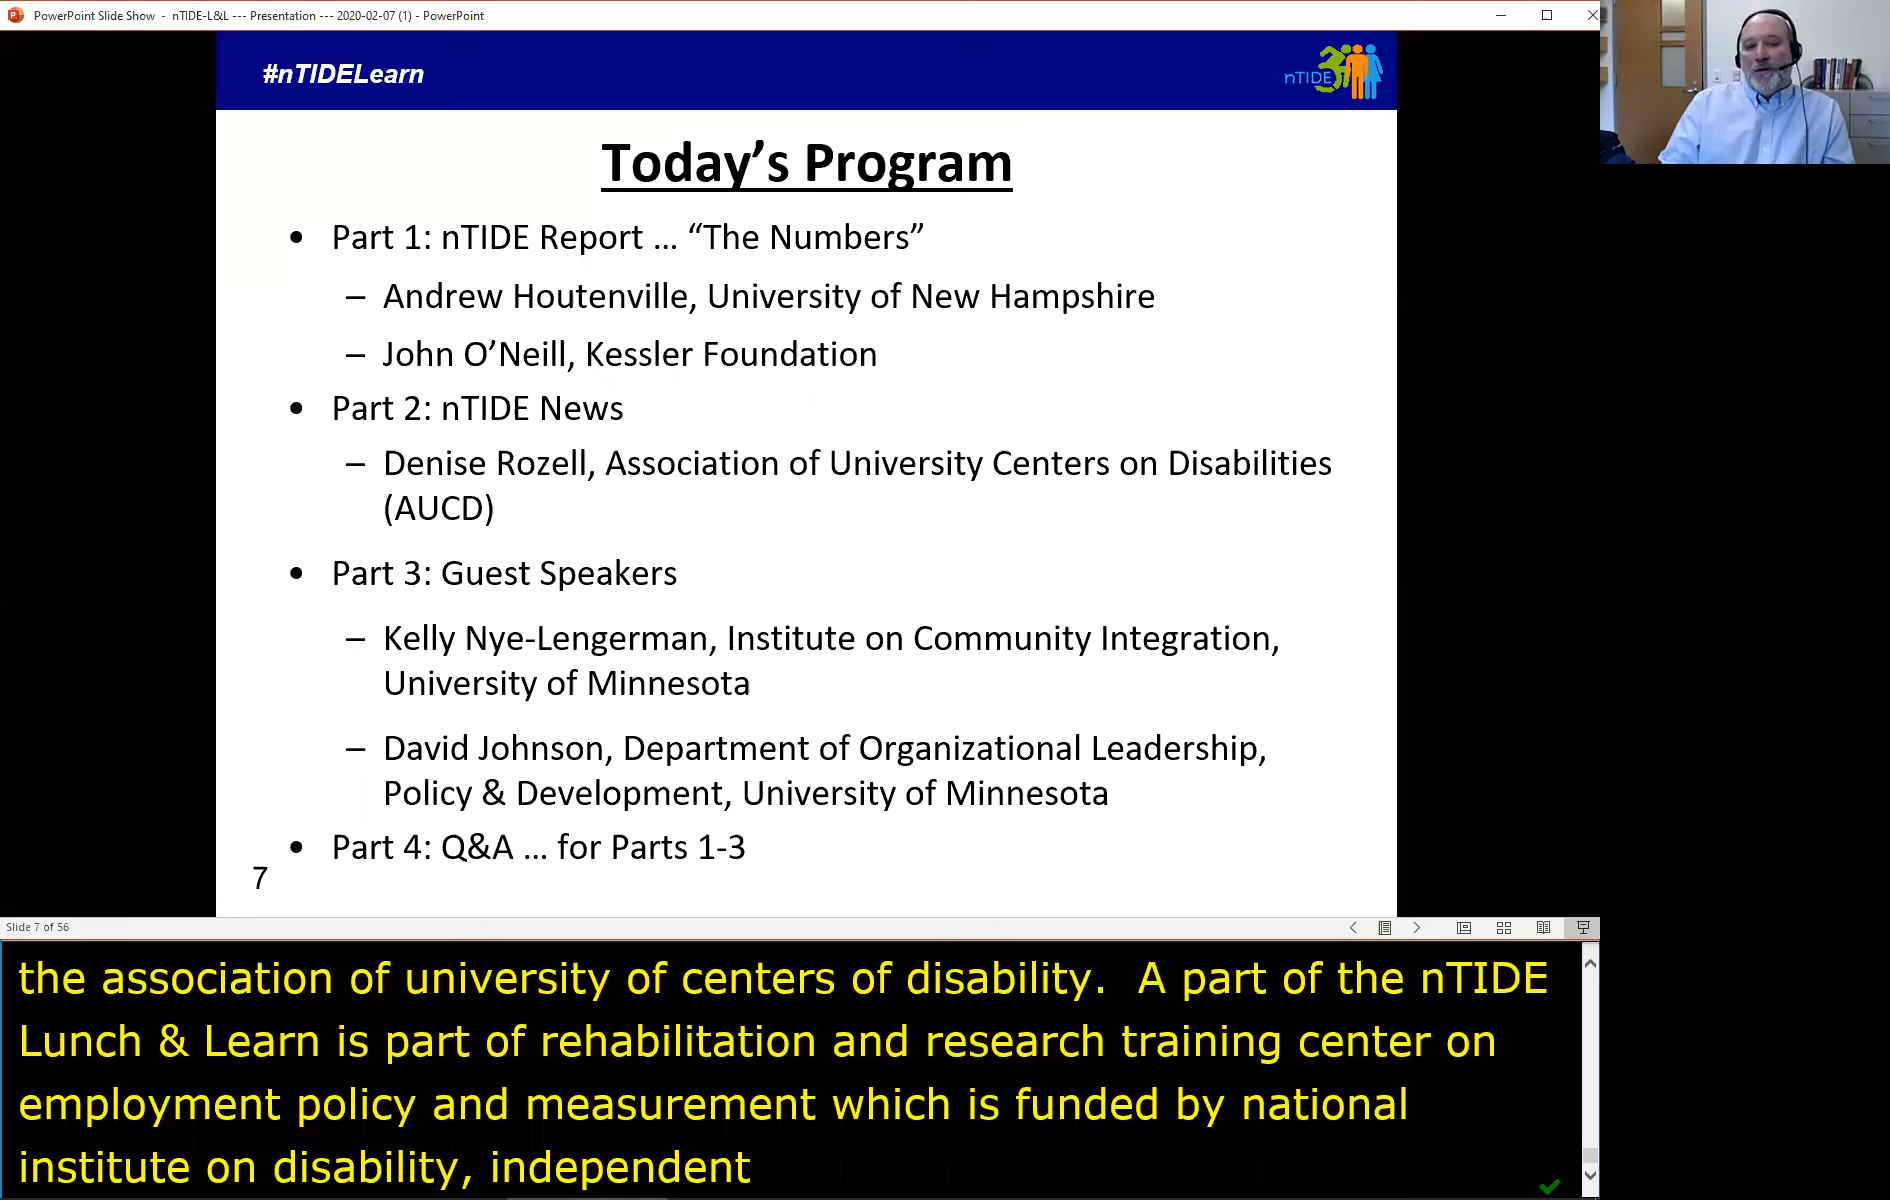 PowerPoint Slide Show - nTIDE-L&L --- Presentation --- 2020-02-07 (1) - PowerPoint
#nTIDELearn
nTIDE
Today’s Program
• Part 1: nTIDE Report … “The Numbers”
– Andrew Houtenville, University of New Hampshire
– John O’Neill, Kessler Foundation
• Part 2: nTIDE News
– Denise Rozell, Association of University Centers on Disabilities
(AUCD)
• Part 3: Guest Speakers
– Kelly Nye-Lengerman, Institute on Community Integration,
University of Minnesota
– David Johnson, Department of Organizational Leadership,
Policy & Development, University of Minnesota
• Part 4: Q&A … for Parts 1-3
7
Slide 7 of 56
the association of university of centers of disability.  A part of the nTIDE
Lunch & Learn is part of rehabilitation and research training center on
employment policy and measurement which is funded by national
institute on disability, independent